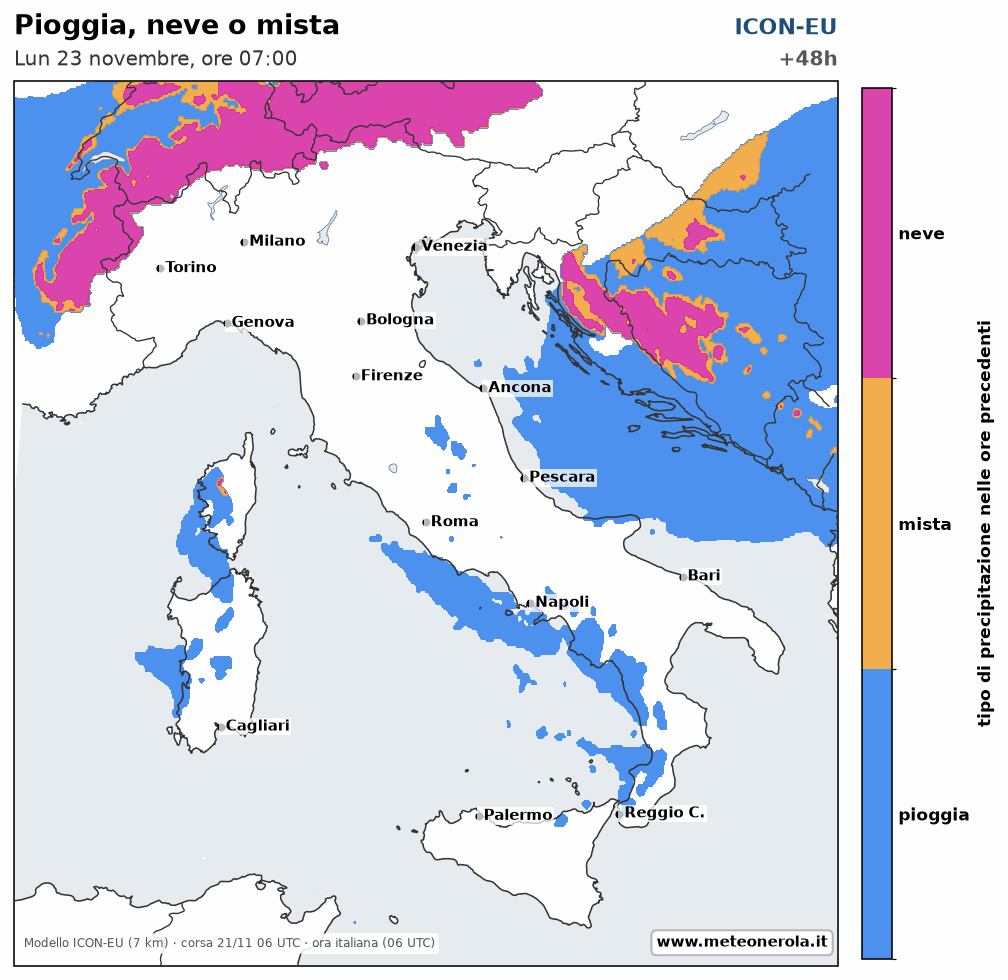 Pioggia, neve o mista
ICON-EU
Lun 23 novembre, ore 07:00
+48h
neve
mista
pioggia
tipo di precipitazione nelle ore precedenti
Milano
Venezia
Torino
Genova
Bologna
Firenze
Ancona
Pescara
Roma
Bari
Napoli
Cagliari
Palermo
Reggio C.
Modello ICON-EU (7 km) · corsa 21/11 06 UTC · ora italiana (06 UTC)
www.meteonerola.it